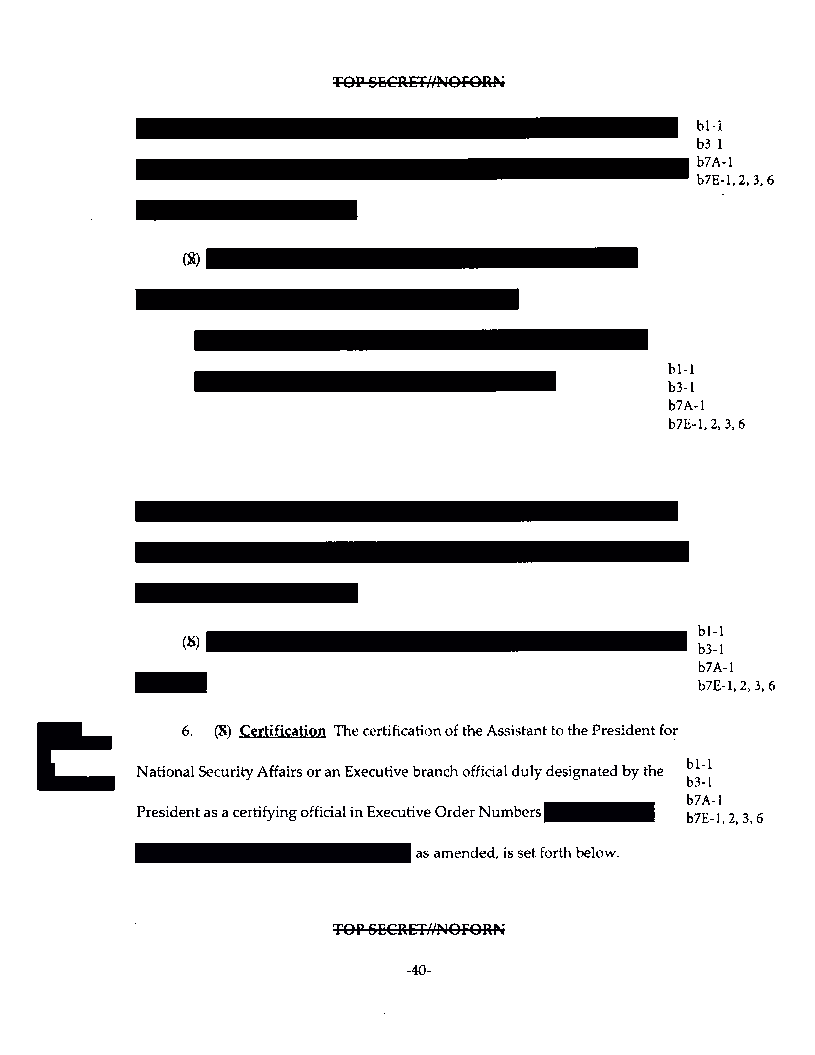 TOP SECRET//NOFORN
b1-1
b3-1
b7A-1
b7E-1, 2, 3, 6
(S)
b1-1
b3-1
b7A-1
b7E-1, 2, 3, 6
(S)
b1-1
b3-1
b7A-1
b7E-1, 2, 3, 6
6. (S) Certification The certification of the Assistant to the President for
National Security Affairs or an Executive branch official duly designated by the
President as a certifying official in Executive Order Numbers
as amended, is set forth below.
b1-1
b3-1
b7A-1
b7E-1, 2, 3, 6
TOP SECRET//NOFORN
-40-